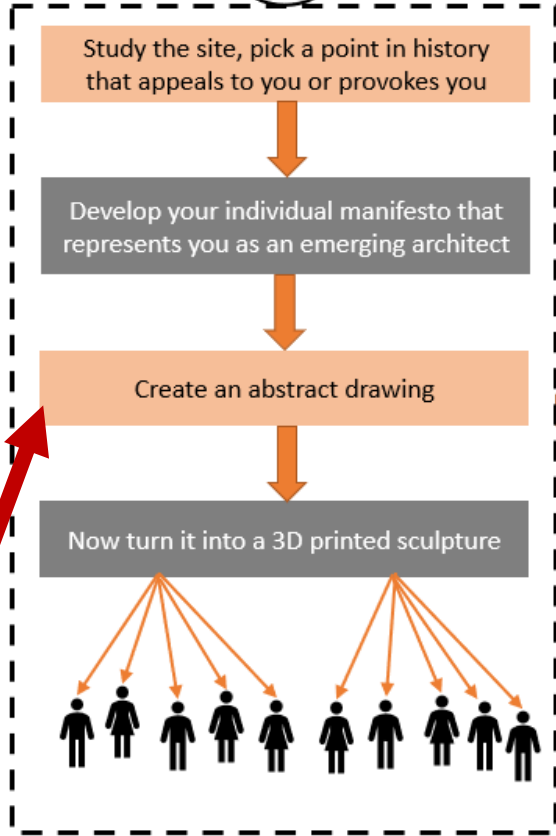 Study the site, pick a point in history
that appeals to you or provokes you
Develop your individual manifesto that
represents you as an emerging architect
Create an abstract drawing
Now turn it into a 3D printed sculpture